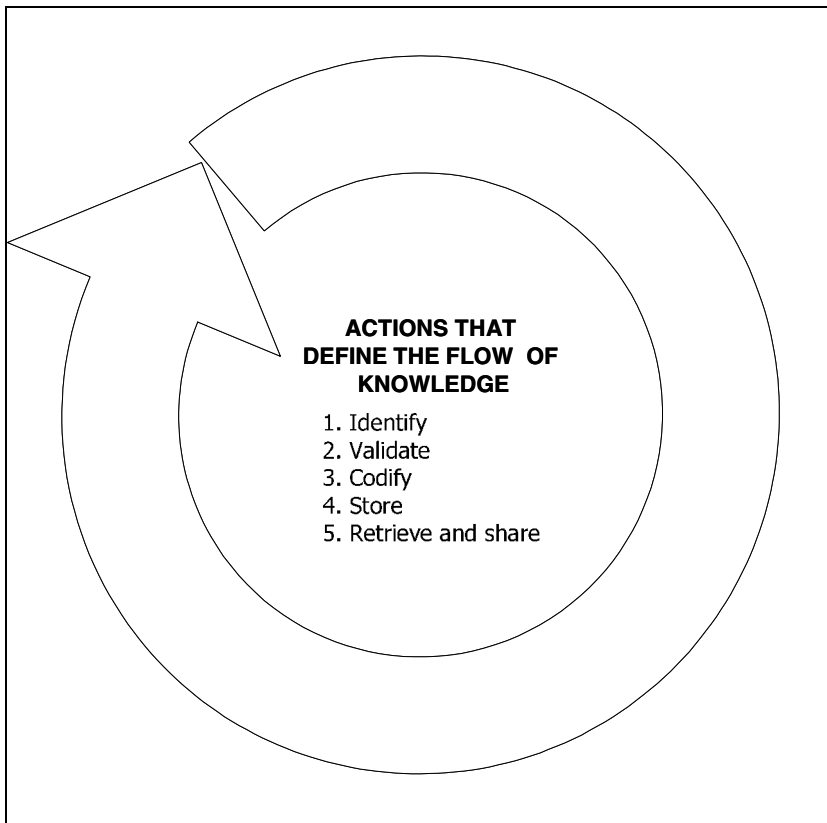 ACTIONS THAT
DEFINE THE FLOW OF
KNOWLEDGE
1. Identify
2. Validate
3. Codify
4. Store
5. Retrieve and share